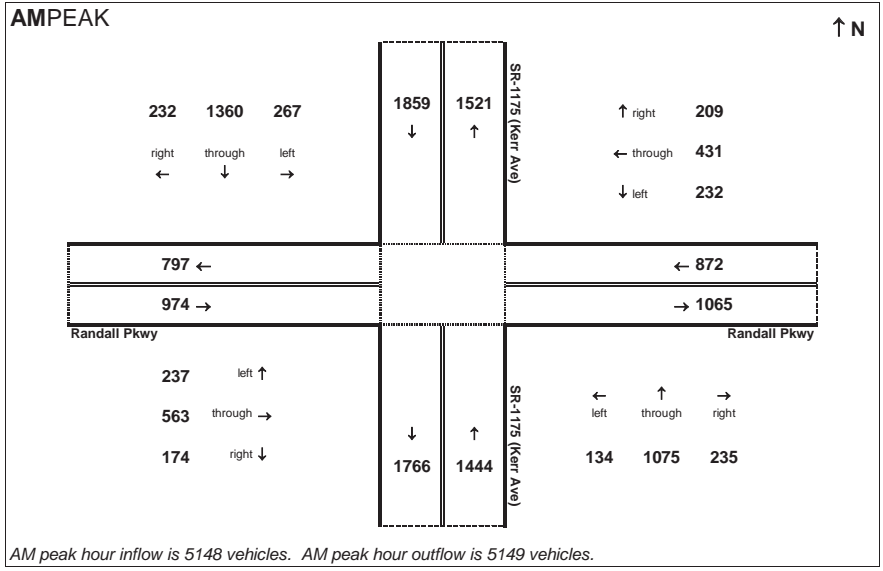 AMPEAK
↑ N
SR-1175 (Kerr Ave)
232 1360 267
right through left
← ↓ →
1859 1521
↓ ↑
↑ right 209
← through 431
↓ left 232
797 ←
← 872
974 →
→ 1065
Randall Pkwy
Randall Pkwy
237 left ↑
563 through →
174 right ↓
↓ ↑
1766 1444
SR-1175 (Kerr Ave)
← ↑ →
left through right
134 1075 235
AM peak hour inflow is 5148 vehicles. AM peak hour outflow is 5149 vehicles.